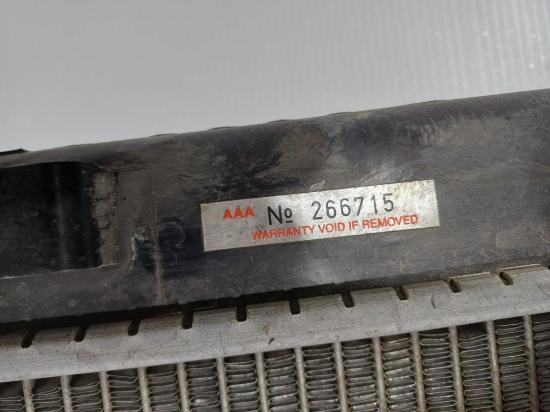 AAA № 266715
WARRANTY VOID IF REMOVED